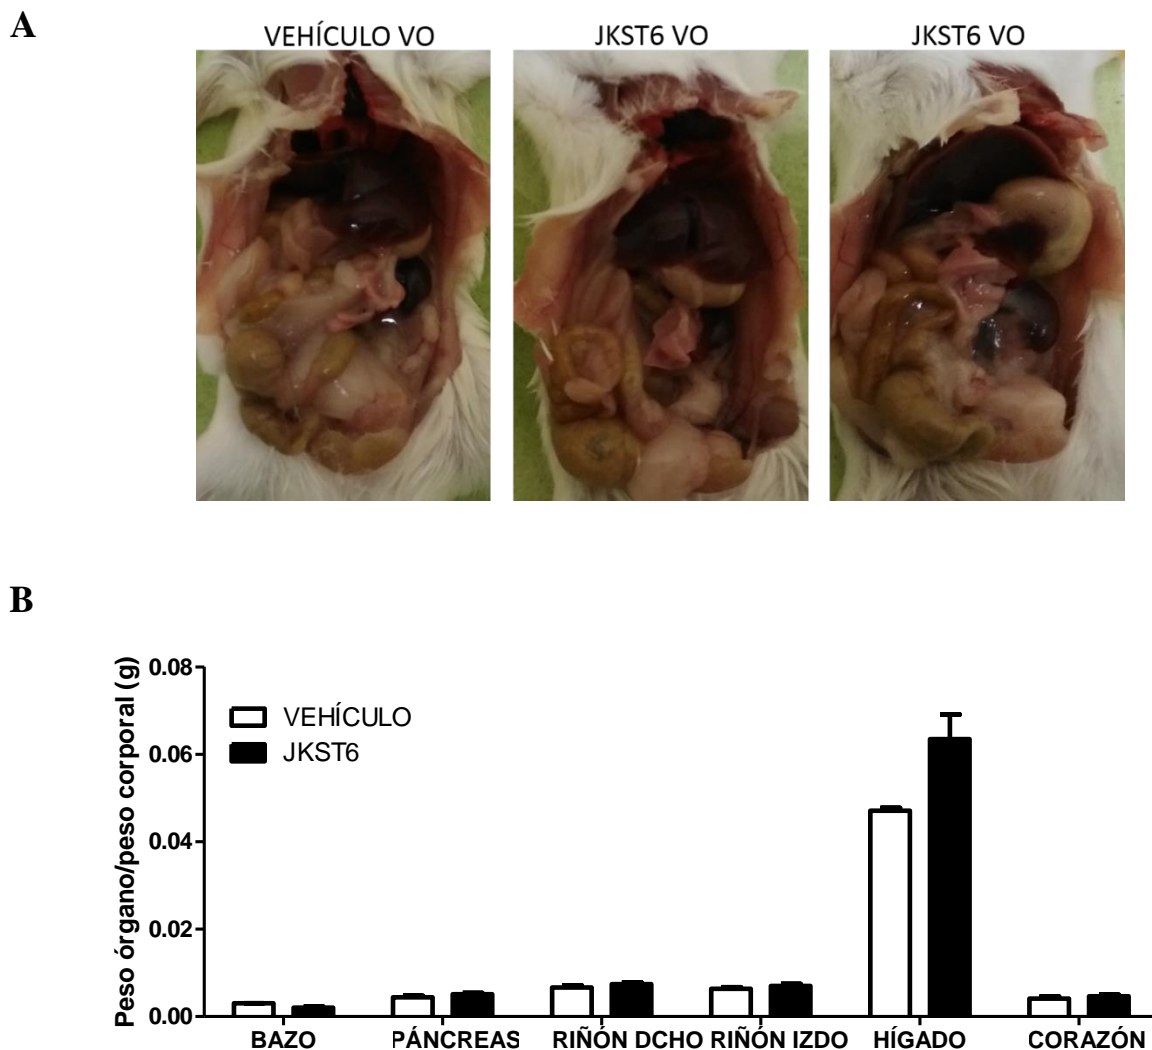 A
VEHÍCULO VO
JKST6 VO
JKST6 VO
B
Peso órgano/peso corporal (g)
0.08
0.06
0.04
0.02
0.00
VEHÍCULO
JKST6
BAZO
PÁNCREAS
RIÑÓN DCHO
RIÑÓN IZDO
HÍGADO
CORAZÓN